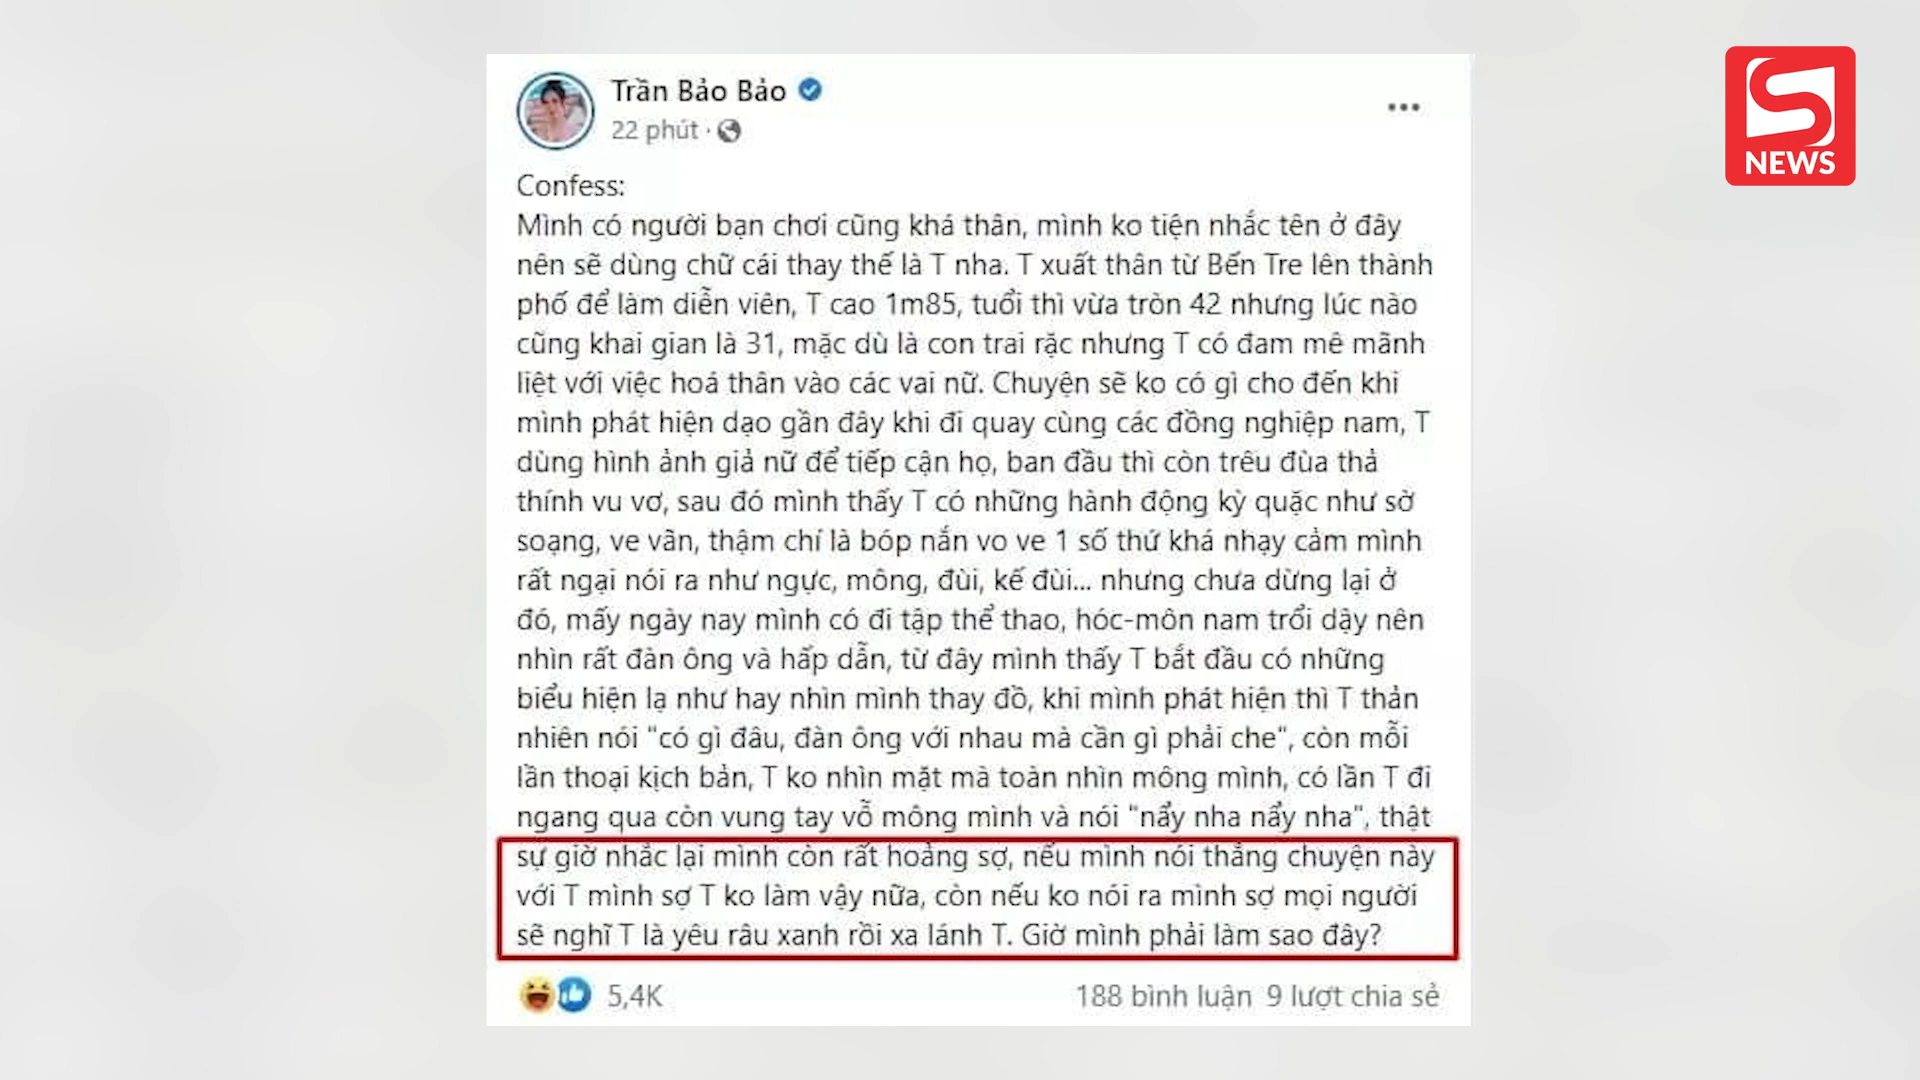 Trần Bảo Bảo
22 phút ·
S
NEWS
Confess:
Mình có người bạn chơi cũng khá thân, mình ko tiện nhắc tên ở đây
nên sẽ dùng chữ cái thay thế là T nha. T xuất thân từ Bến Tre lên thành
phố để làm diễn viên, T cao 1m85, tuổi thì vừa tròn 42 nhưng lúc nào
cũng khai gian là 31, mặc dù là con trai rặc nhưng T có đam mê mãnh
liệt với việc hoá thân vào các vai nữ. Chuyện sẽ ko có gì cho đến khi
mình phát hiện dạo gần đây khi đi quay cùng các đồng nghiệp nam, T
dùng hình ảnh giả nữ để tiếp cận họ, ban đầu thì còn trêu đùa thả
thính vu vơ, sau đó mình thấy T có những hành động kỳ quặc như sờ
soạng, ve vãn, thậm chí là bóp nắn vo ve 1 số thứ khá nhạy cảm mình
rất ngại nói ra như ngực, mông, đùi, kế đùi... nhưng chưa dừng lại ở
đó, mấy ngày nay mình có đi tập thể thao, hóc-môn nam trổi dậy nên
nhìn rất đàn ông và hấp dẫn, từ đây mình thấy T bắt đầu có những
biểu hiện lạ như hay nhìn mình thay đồ, khi mình phát hiện thì T thản
nhiên nói "có gì đâu, đàn ông với nhau mà cần gì phải che", còn mỗi
lần thoại kịch bản, T ko nhìn mặt mà toàn nhìn mông mình, có lần T đi
ngang qua còn vung tay vỗ mông mình và nói "nẩy nha nẩy nha", thật
sự giờ nhắc lại mình còn rất hoảng sợ, nếu mình nói thẳng chuyện này
với T mình sợ T ko làm vậy nữa, còn nếu ko nói ra mình sợ mọi người
sẽ nghĩ T là yêu râu xanh rồi xa lánh T. Giờ mình phải làm sao đây?
5,4K
188 bình luận 9 lượt chia sẻ